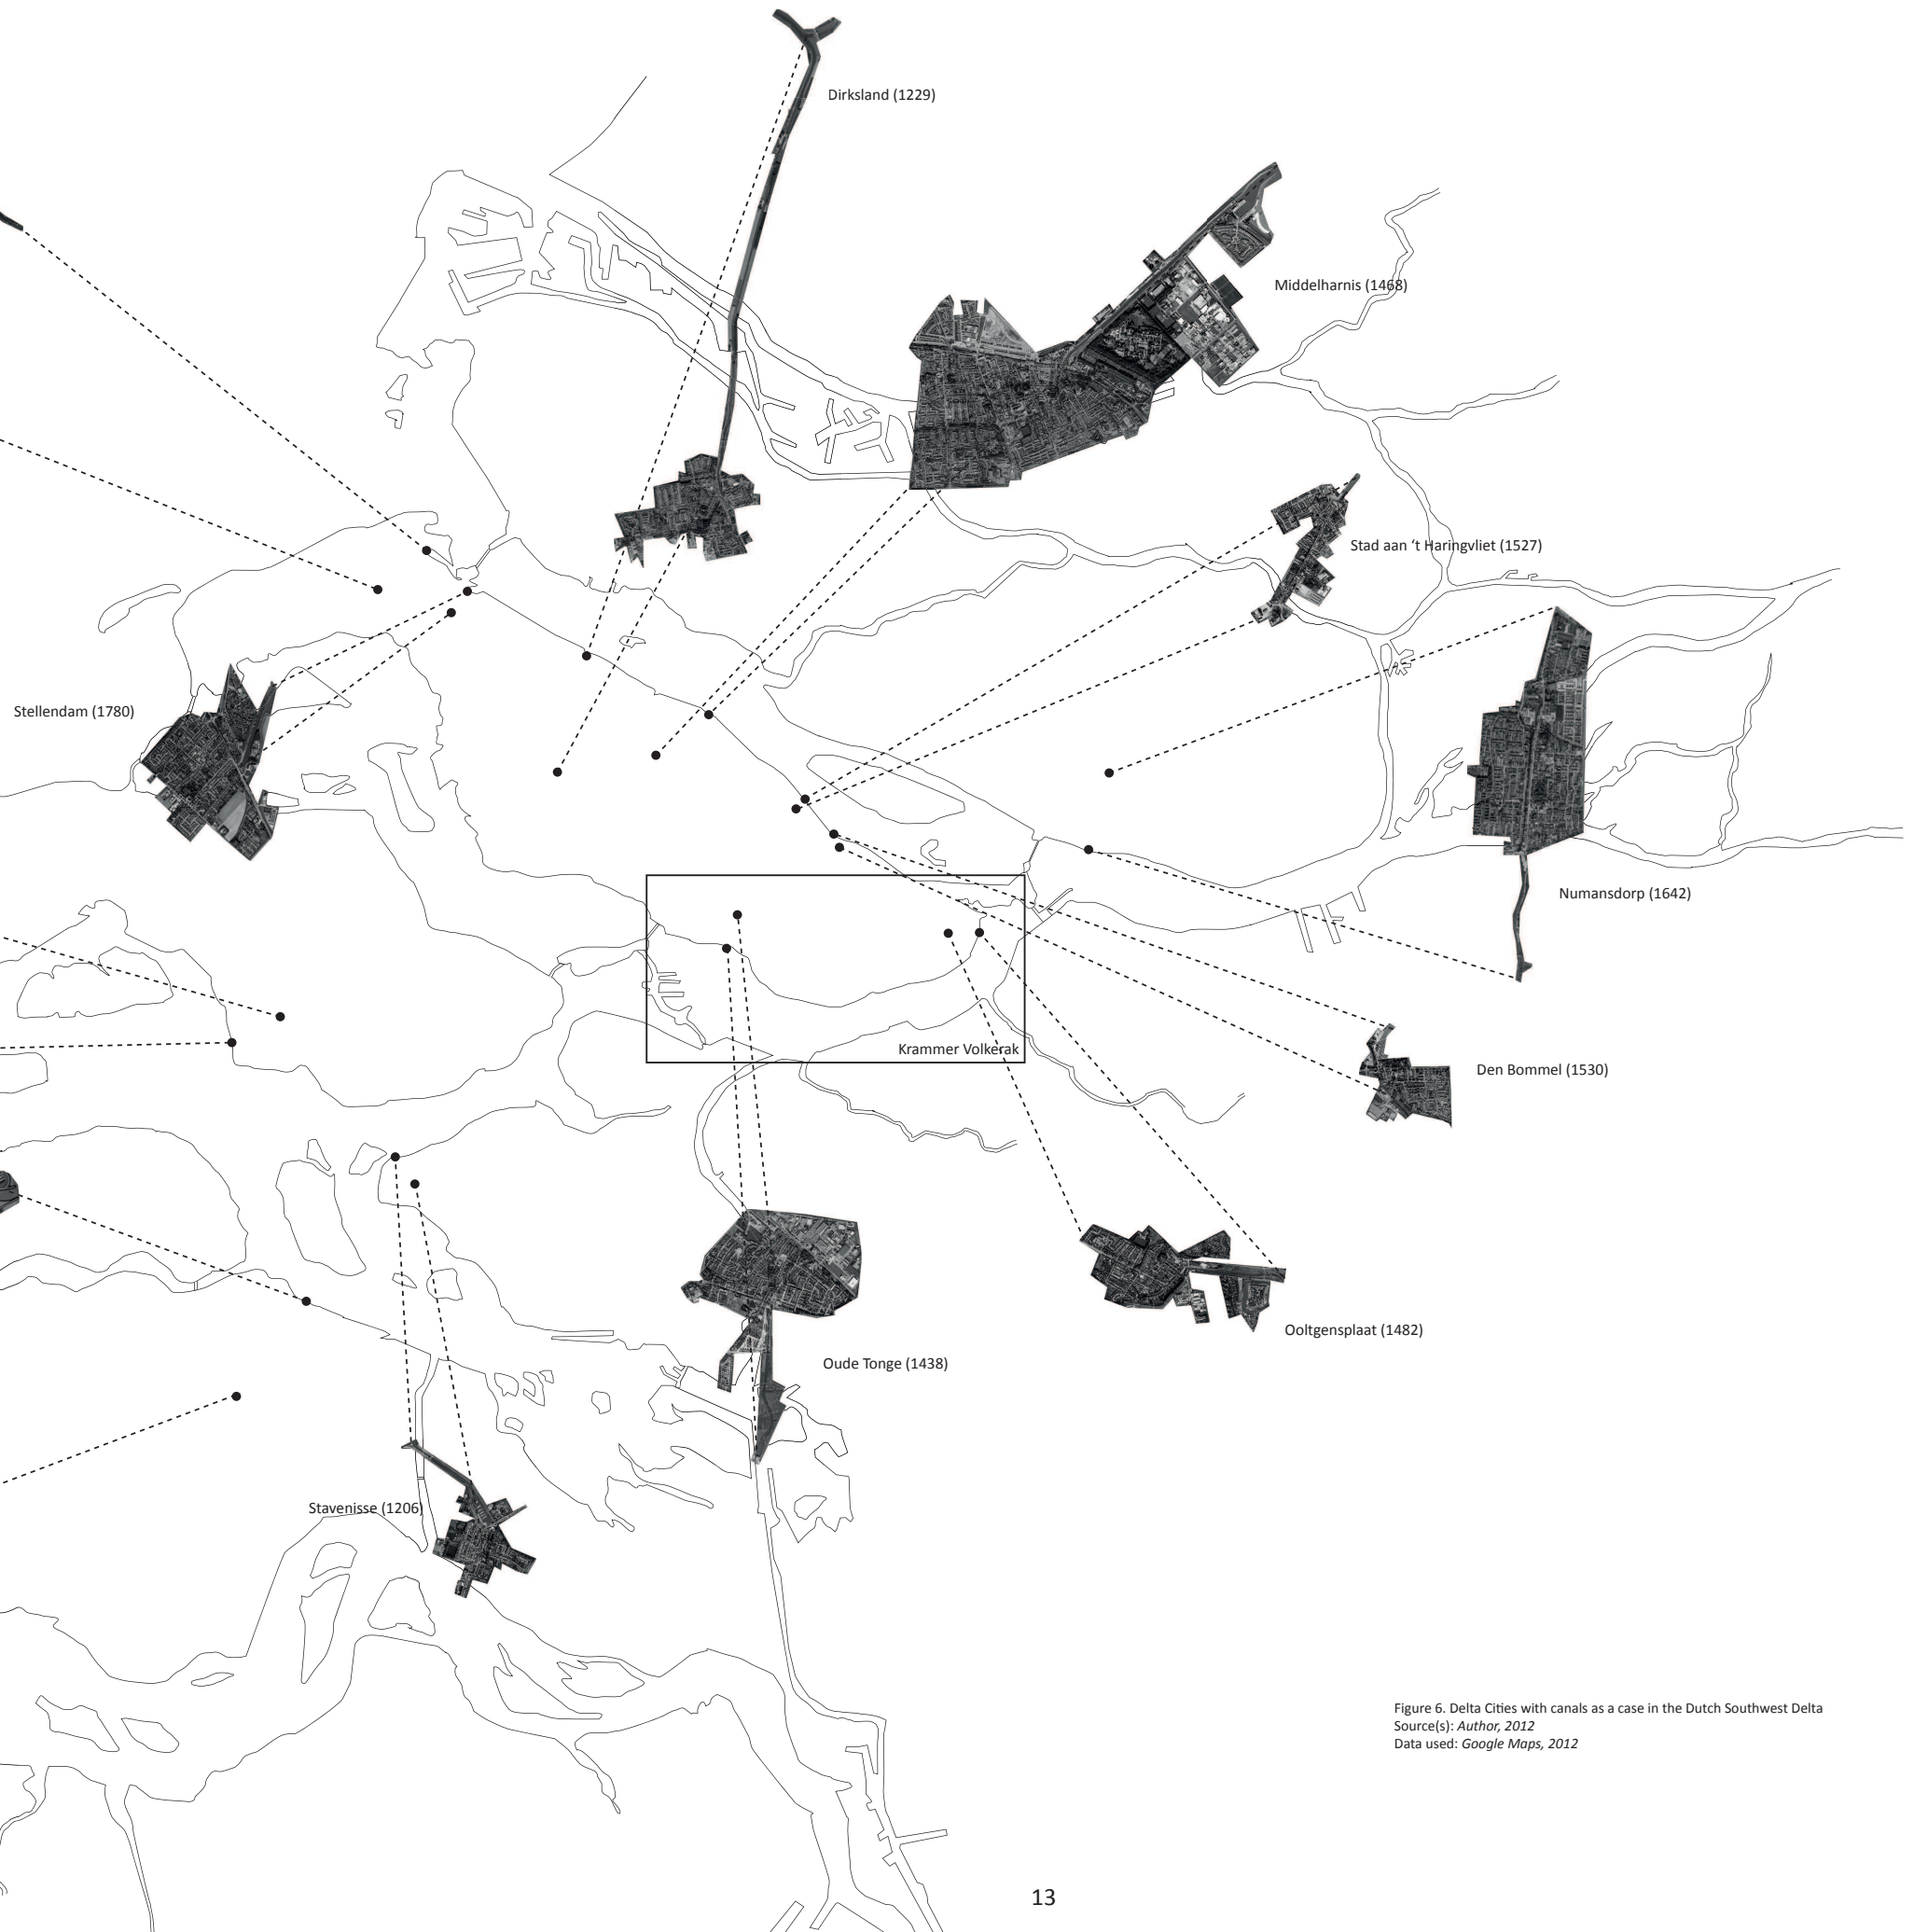 Dirksland (1229)
Middelharnis (1468)
Stad aan ‘t Haringvliet (1527)
Stellendam (1780)
Numansdorp (1642)
Krammer Volkerak
Den Bommel (1530)
Ooltgensplaat (1482)
Oude Tonge (1438)
Stavenisse (1206)
Figure 6. Delta Cities with canals as a case in the Dutch Southwest Delta
Source(s): Author, 2012
Data used: Google Maps, 2012
13